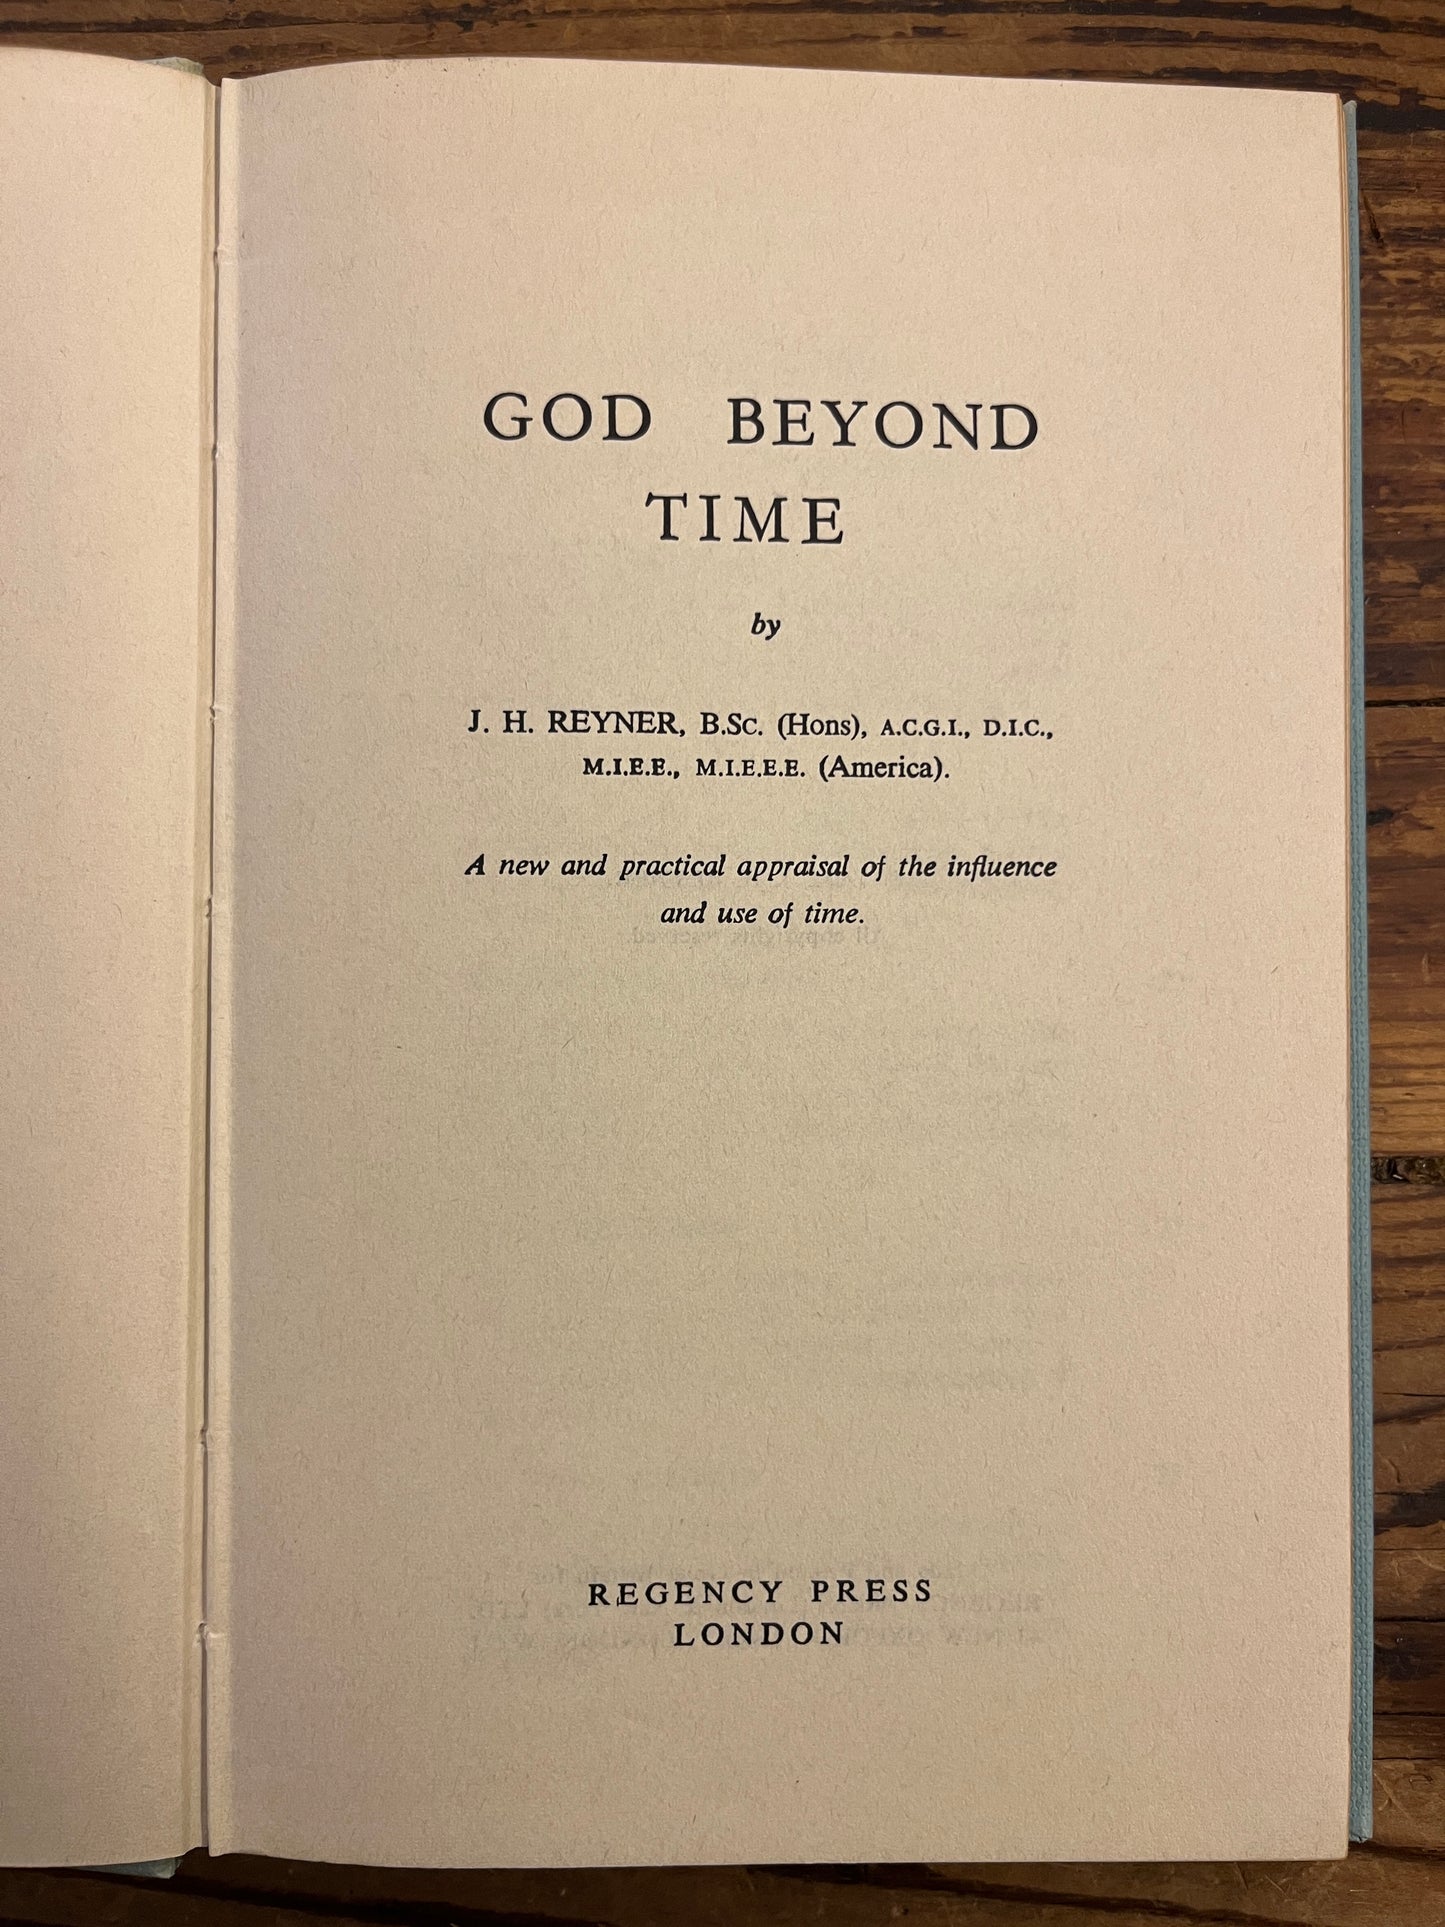 GOD BEYOND
TIME
by
J. H. REYNER, B.Sc. (Hons), A.C.G.I., D.I.C.,
M.I.E.E., M.I.E.E.E. (America).
A new and practical appraisal of the influence
and use of time.
REGENCY PRESS
LONDON